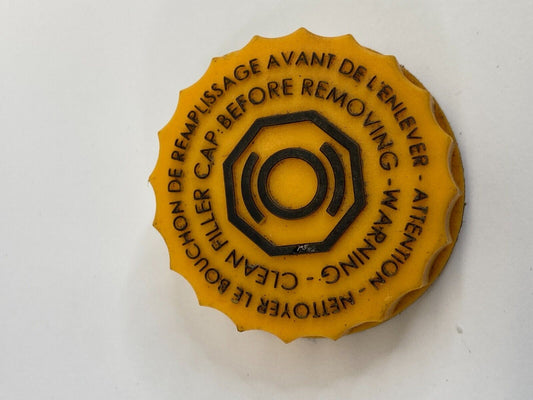 ATTENTION - NETTOYER LE BOUCHON DE REMPLISSAGE AVANT DE L'ENLEVER -
WARNING - CLEAN FILLER CAP: BEFORE REMOVING -